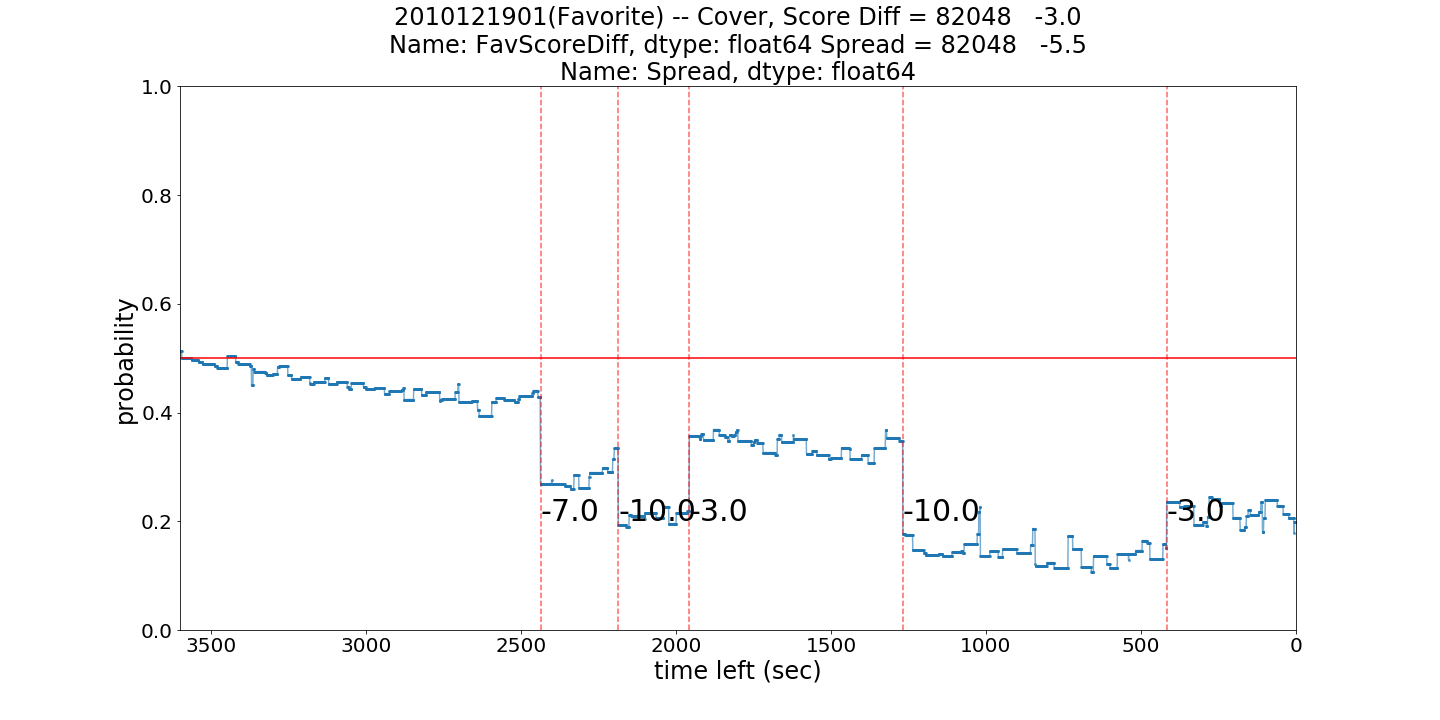 2010121901(Favorite) -- Cover, Score Diff = 82048   -3.0
Name: FavScoreDiff, dtype: float64 Spread = 82048   -5.5
Name: Spread, dtype: float64
1.0
0.8
0.6
0.4
0.2
0.0
probability
-7.0
-10.0
-3.0
-10.0
-3.0
3500 3000 2500 2000 1500 1000 500 0
time left (sec)